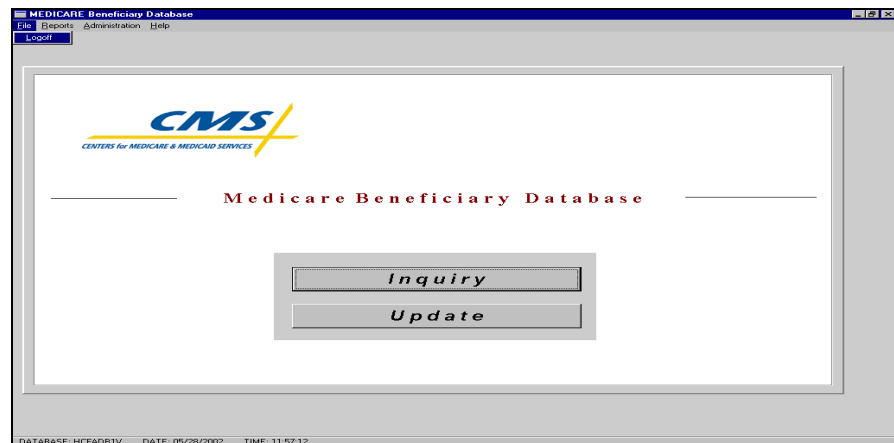 MEDICARE Beneficiary Database
File Reports Administration Help
Logoff
CMS
CENTERS for MEDICARE & MEDICAID SERVICES
Medicare Beneficiary Database
Inquiry
Update
DATABASE: HCFADB1V DATE: 05/28/2002 TIME: 11:57:12